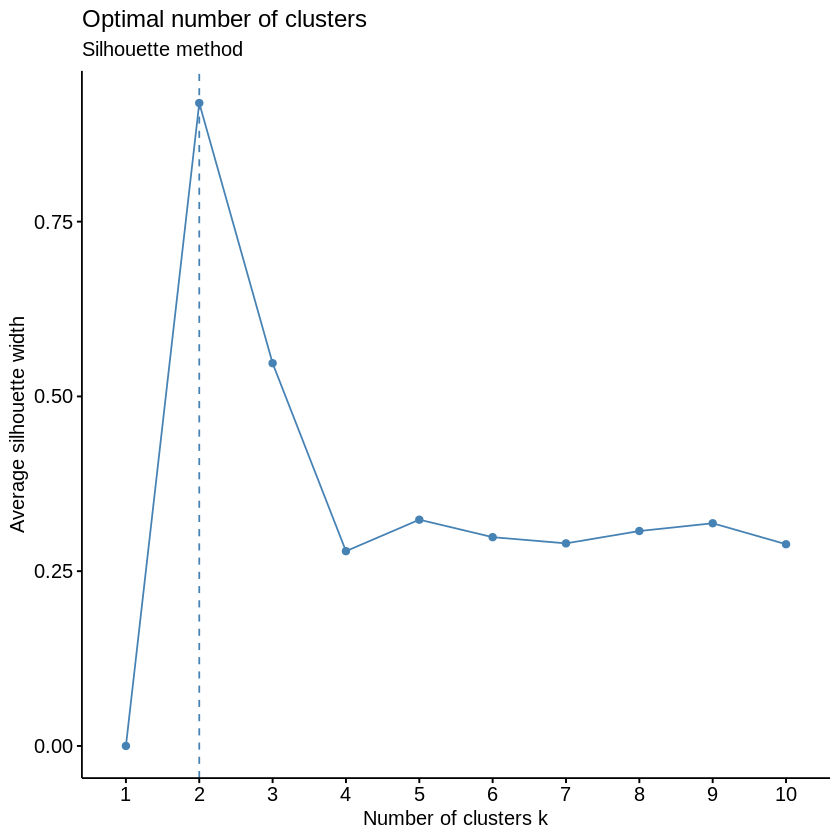 Optimal number of clusters
Silhouette method
Average silhouette width
0.75
0.50
0.25
0.00
1 2 3 4 5 6 7 8 9 10
Number of clusters k